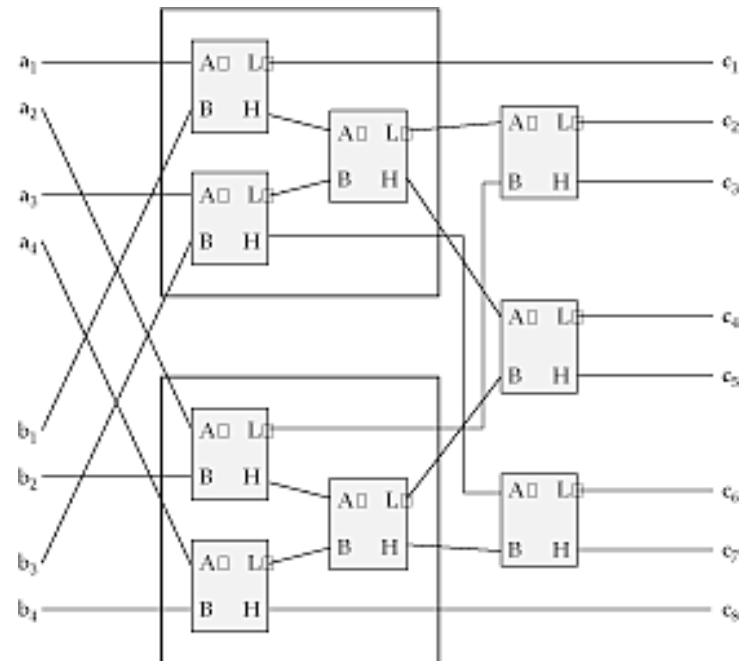 a1 A L c1
a2 B H A L A L c2
a3 A L B H B H c3
a4 B H
A L c4
B H c5
b1 A L
b2 B H A L A L c6
b3 A L B H B H c7
b4 B H c8